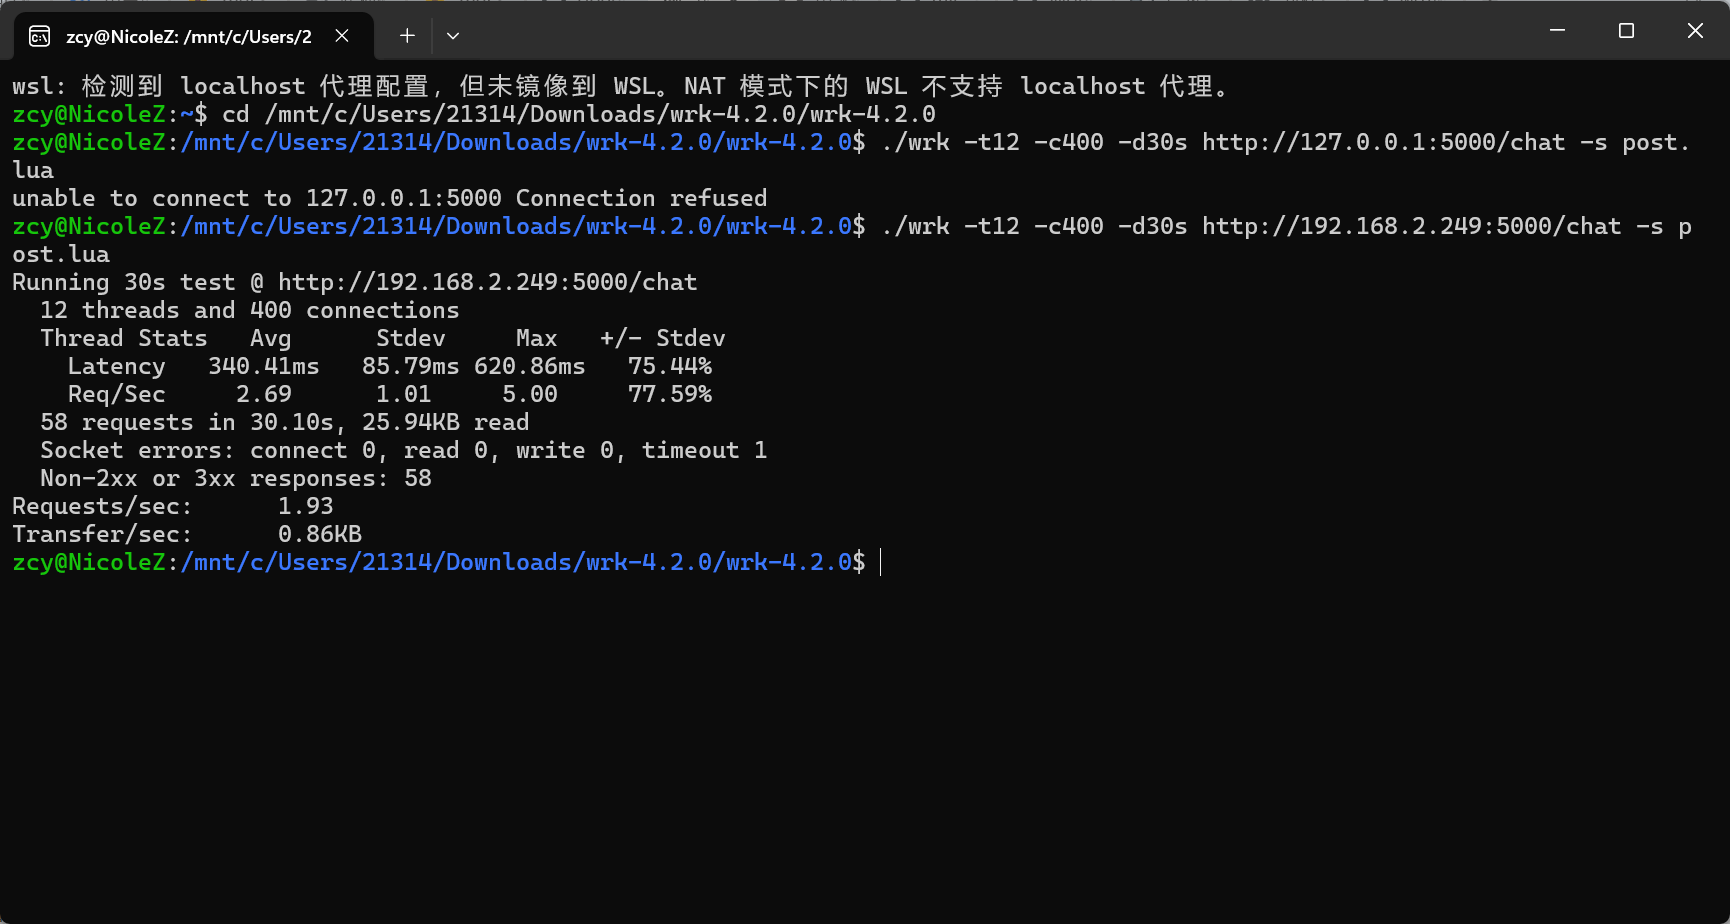 zcy@NicoleZ: /mnt/c/Users/2
wsl: 检测到 localhost 代理配置，但未镜像到 WSL。NAT 模式下的 WSL 不支持 localhost 代理。
zcy@NicoleZ:~$ cd /mnt/c/Users/21314/Downloads/wrk-4.2.0/wrk-4.2.0
zcy@NicoleZ:/mnt/c/Users/21314/Downloads/wrk-4.2.0/wrk-4.2.0$ ./wrk -t12 -c400 -d30s http://127.0.0.1:5000/chat -s post.
lua
unable to connect to 127.0.0.1:5000 Connection refused
zcy@NicoleZ:/mnt/c/Users/21314/Downloads/wrk-4.2.0/wrk-4.2.0$ ./wrk -t12 -c400 -d30s http://192.168.2.249:5000/chat -s p
ost.lua
Running 30s test @ http://192.168.2.249:5000/chat
  12 threads and 400 connections
  Thread Stats   Avg      Stdev     Max   +/- Stdev
    Latency   340.41ms   85.79ms 620.86ms   75.44%
    Req/Sec     2.69      1.01     5.00     77.59%
  58 requests in 30.10s, 25.94KB read
  Socket errors: connect 0, read 0, write 0, timeout 1
  Non-2xx or 3xx responses: 58
Requests/sec:      1.93
Transfer/sec:      0.86KB
zcy@NicoleZ:/mnt/c/Users/21314/Downloads/wrk-4.2.0/wrk-4.2.0$